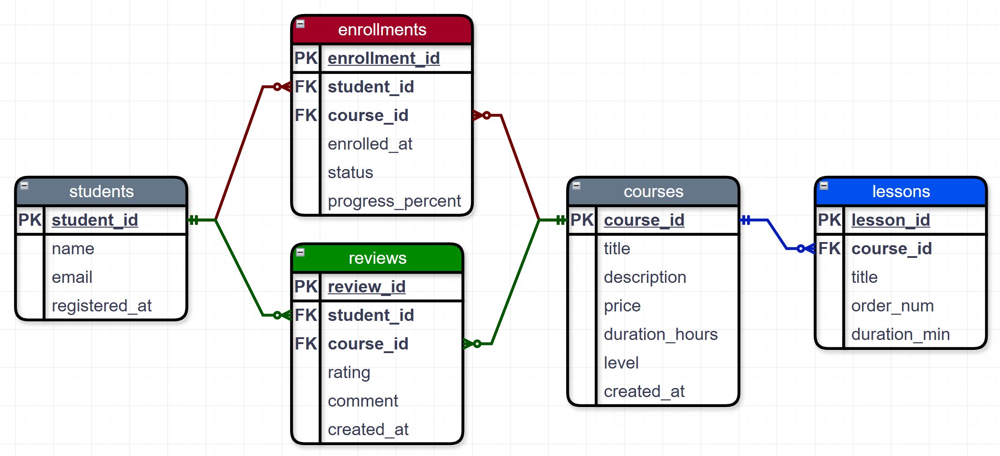 enrollments
PK enrollment_id
FK student_id
FK course_id
enrolled_at
status
progress_percent
students
PK student_id
name
email
registered_at
reviews
PK review_id
FK student_id
FK course_id
rating
comment
created_at
courses
PK course_id
title
description
price
duration_hours
level
created_at
lessons
PK lesson_id
FK course_id
title
order_num
duration_min